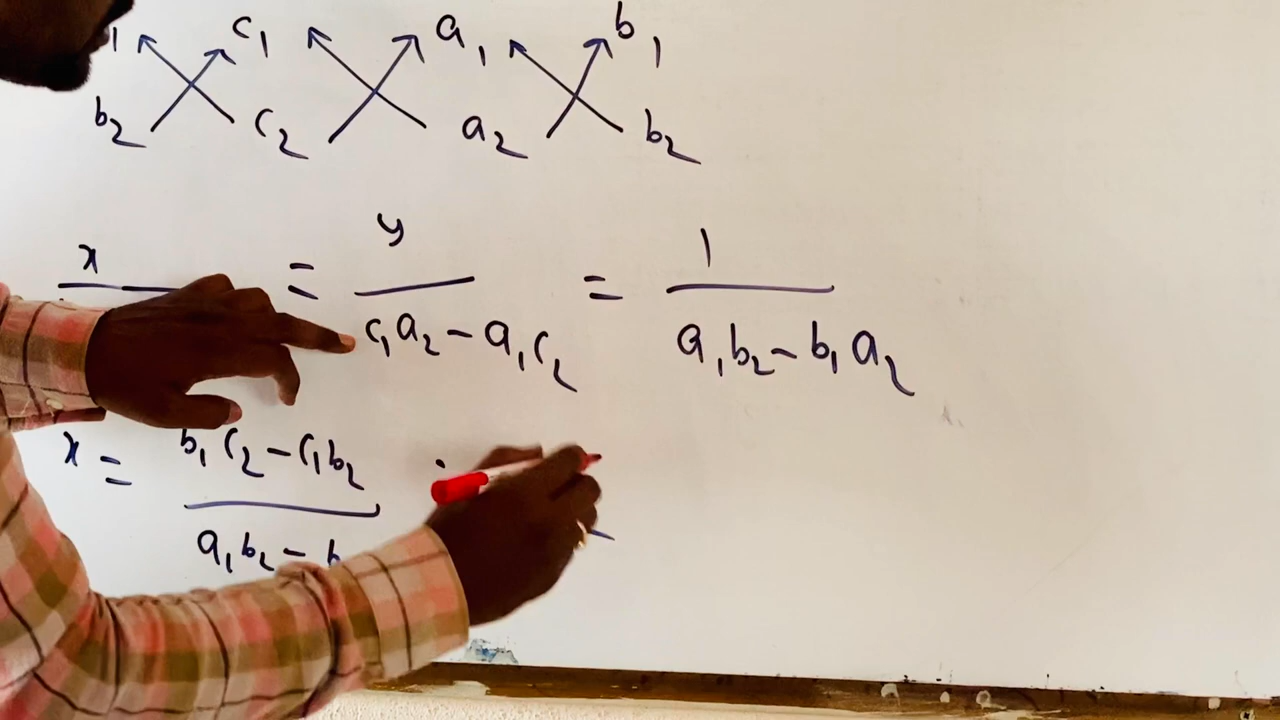 1 c₁ a₁ b₁
b₂ c₂ a₂ b₂
x y 1
= =
c₁a₂ - a₁c₂ a₁b₂ - b₁a₂
x = b₁c₂ - c₁b₂
a₁b₂ - b